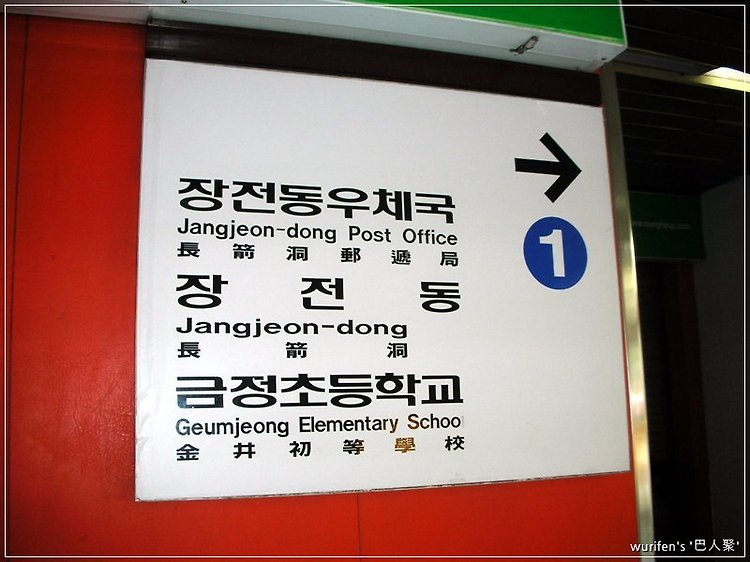 장전동우체국
Jangjeon-dong Post Office
長箭洞郵遞局
1
장전동
Jangjeon-dong
長箭洞
금정초등학교
Geumjeong Elementary School
金井初等學校
wurifen's '巴人聚'